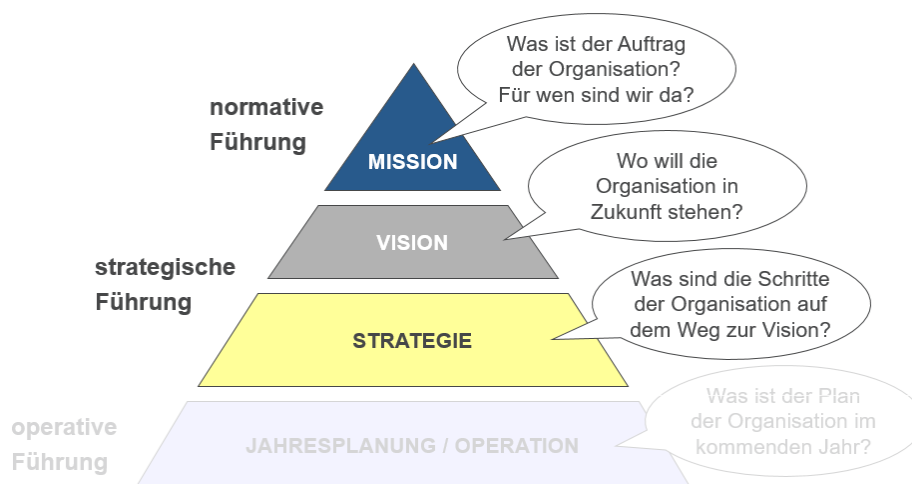 Was ist der Auftrag
der Organisation?
Für wen sind wir da?
normative
Führung
MISSION
Wo will die
Organisation in
Zukunft stehen?
VISION
strategische
Führung
Was sind die Schritte
der Organisation auf
dem Weg zur Vision?
STRATEGIE
Was ist der Plan
der Organisation im
kommenden Jahr?
operative
Führung
JAHRESPLANUNG / OPERATION